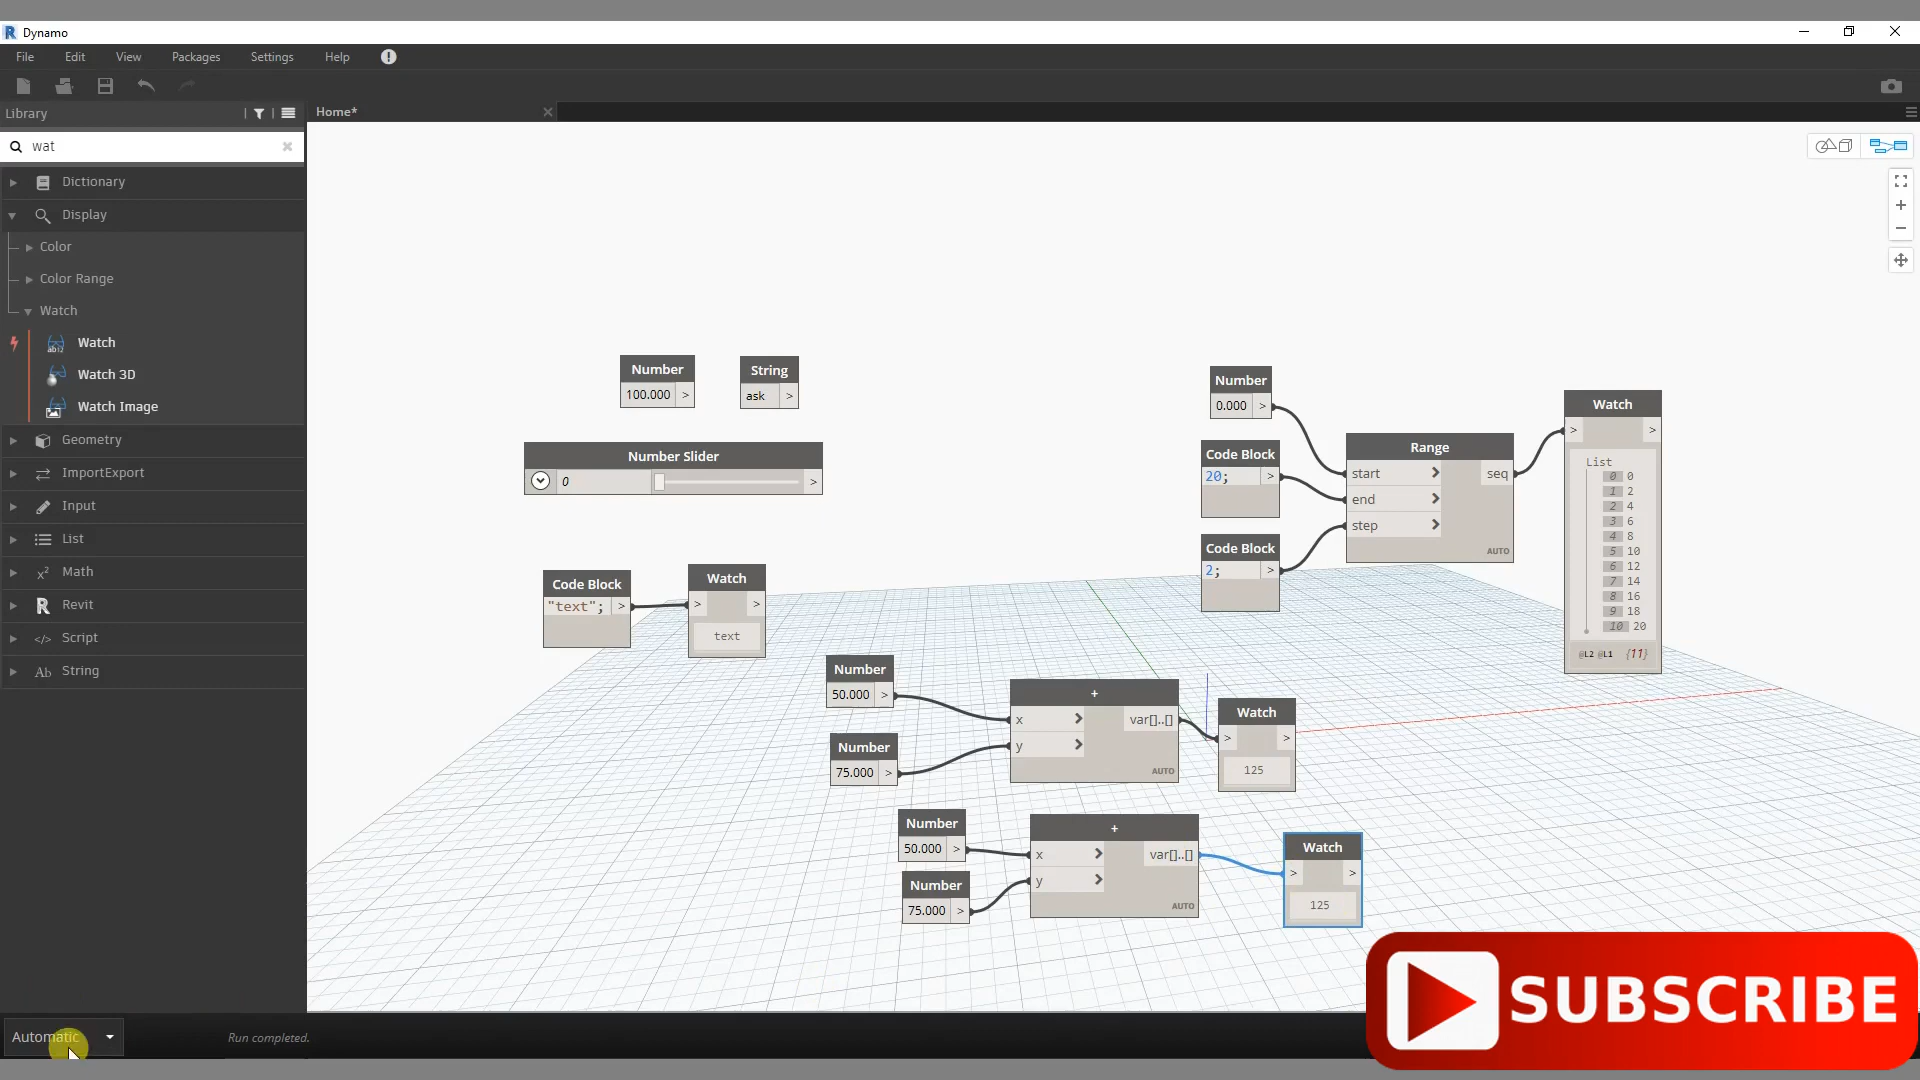 Dynamo
File Edit View Packages Settings Help
Library
Home*
wat
Dictionary
Display
Color
Color Range
Watch
Watch
Watch 3D
Watch Image
Geometry
ImportExport
Input
List
Math
Revit
Script
Ab String
Number
100.000 >
String
ask >
Number Slider
0 >
Code Block
"text"; >
Watch
> >
text
Number
0.000 >
Code Block
20; >
Code Block
2; >
Range
start > seq
end >
step >
AUTO
Watch
> >
List
0 0
1 2
2 4
3 6
4 8
5 10
6 12
7 14
8 16
9 18
10 20
@L2 @L1 {11}
Number
50.000 >
Number
75.000 >
+
x > var[]..[]
y >
AUTO
Watch
> >
125
Number
50.000 >
Number
75.000 >
+
x > var[]..[]
y >
AUTO
Watch
> >
125
Automatic
Run completed.
SUBSCRIBE